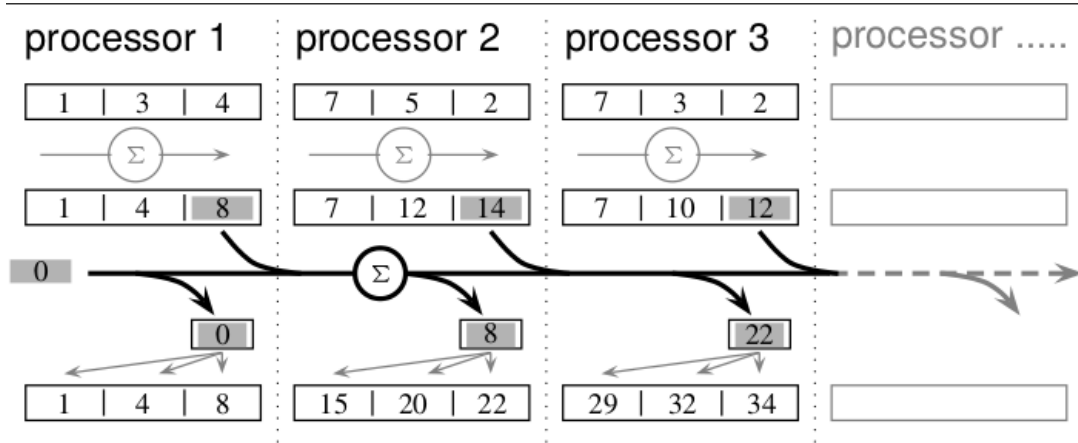 processor 1 processor 2 processor 3 processor .....
1 | 3 | 4 7 | 5 | 2 7 | 3 | 2
Σ Σ Σ
1 | 4 | 8 7 | 12 | 14 7 | 10 | 12
0 Σ
0 8 22
1 | 4 | 8 15 | 20 | 22 29 | 32 | 34